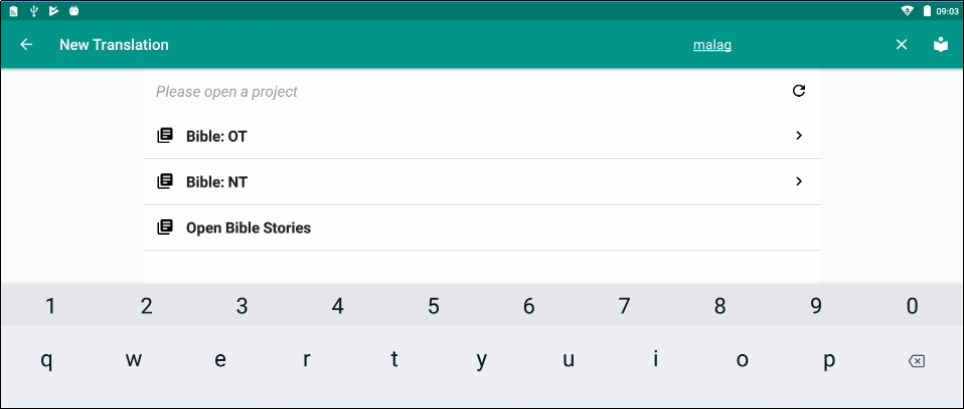 09:03
New Translation malag
Please open a project
Bible: OT
Bible: NT
Open Bible Stories
1 2 3 4 5 6 7 8 9 0
q w e r t y u i o p